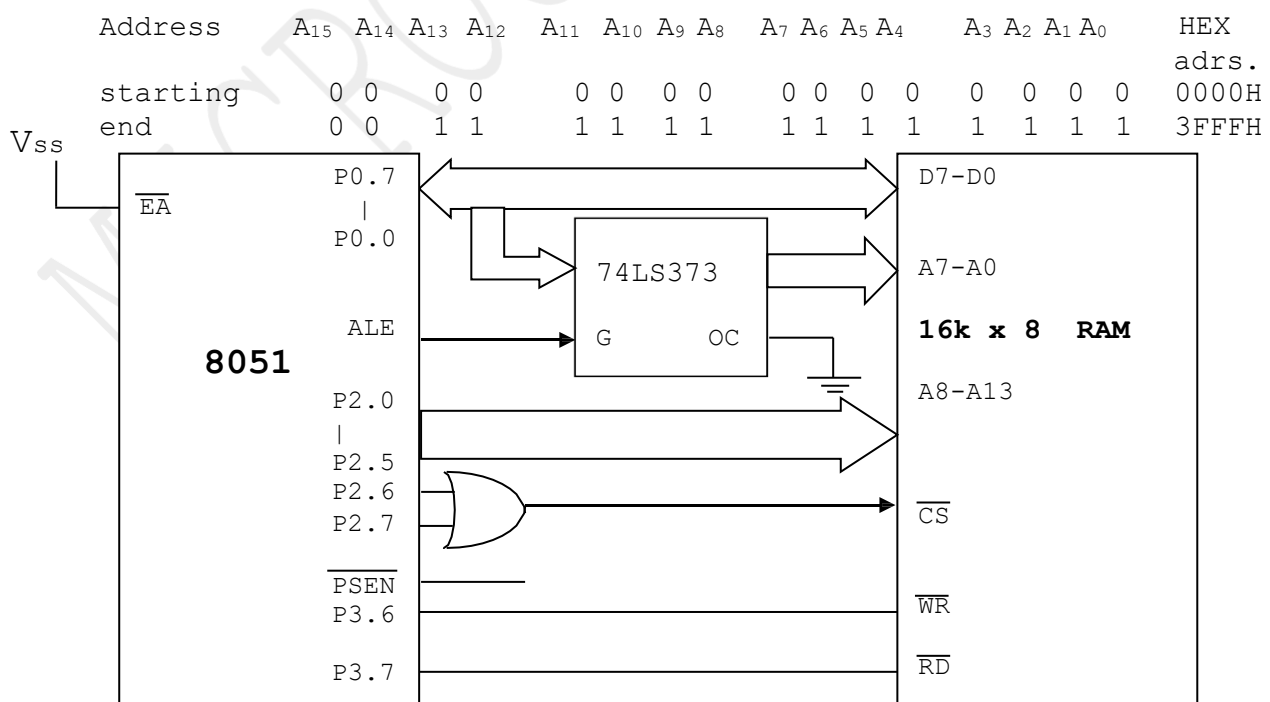 Address A15 A14 A13 A12 A11 A10 A9 A8 A7 A6 A5 A4 A3 A2 A1 A0 HEX
adrs.
starting 0 0 0 0 0 0 0 0 0 0 0 0 0 0 0 0 0000H
end 0 0 1 1 1 1 1 1 1 1 1 1 1 1 1 1 3FFFH
Vss
P0.7 D7-D0
EA
|
P0.0
74LS373 A7-A0
ALE G OC 16k x 8 RAM
8051
P2.0 A8-A13
|
P2.5
P2.6
CS
P2.7
PSEN
P3.6 WR
P3.7 RD